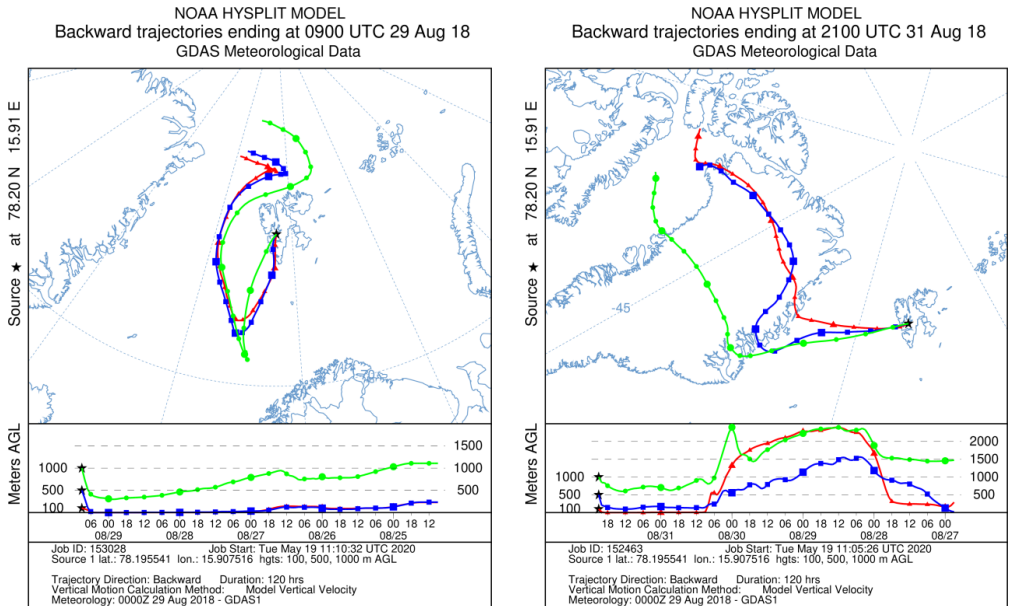 NOAA HYSPLIT MODEL
Backward trajectories ending at 0900 UTC 29 Aug 18
GDAS Meteorological Data
Source ★ at 78.20 N 15.91 E
Meters AGL
1500
1000 1000
500 500
100
06 00 18 12 06 00 18 12 06 00 18 12 06 00 18 12 06 00 18 12
08/29 08/28 08/27 08/26 08/25
Job ID: 153028 Job Start: Tue May 19 11:10:32 UTC 2020
Source 1 lat.: 78.195541 lon.: 15.907516 hgts: 100, 500, 1000 m AGL
Trajectory Direction: Backward Duration: 120 hrs
Vertical Motion Calculation Method: Model Vertical Velocity
Meteorology: 0000Z 29 Aug 2018 - GDAS1
NOAA HYSPLIT MODEL
Backward trajectories ending at 2100 UTC 31 Aug 18
GDAS Meteorological Data
Source ★ at 78.20 N 15.91 E
-45
Meters AGL
2000
1500
1000 1000
500 500
100
18 12 06 00 18 12 06 00 18 12 06 00 18 12 06 00 18 12 06 00
08/31 08/30 08/29 08/28 08/27
Job ID: 152463 Job Start: Tue May 19 11:05:26 UTC 2020
Source 1 lat.: 78.195541 lon.: 15.907516 hgts: 100, 500, 1000 m AGL
Trajectory Direction: Backward Duration: 120 hrs
Vertical Motion Calculation Method: Model Vertical Velocity
Meteorology: 0000Z 29 Aug 2018 - GDAS1